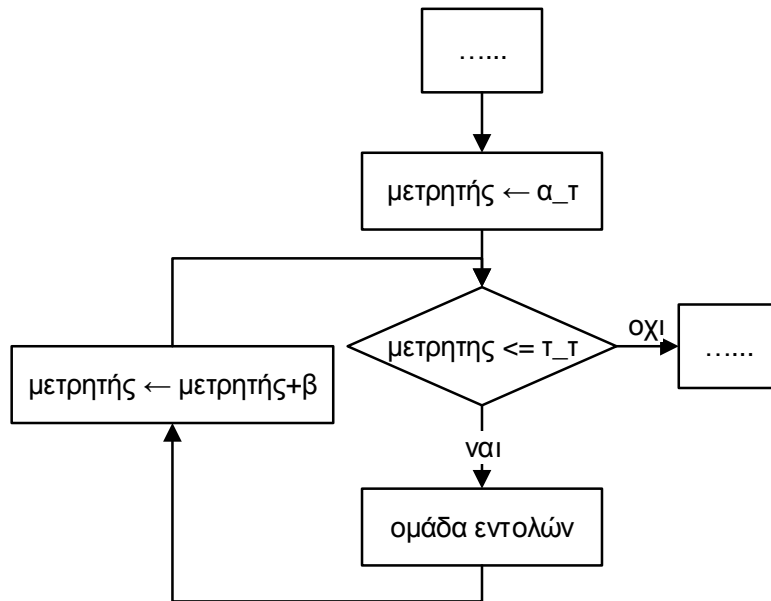 …...
μετρητής ← α_τ
μετρητης <= τ_τ
οχι
…...
μετρητής ← μετρητής+β
ναι
ομάδα εντολών